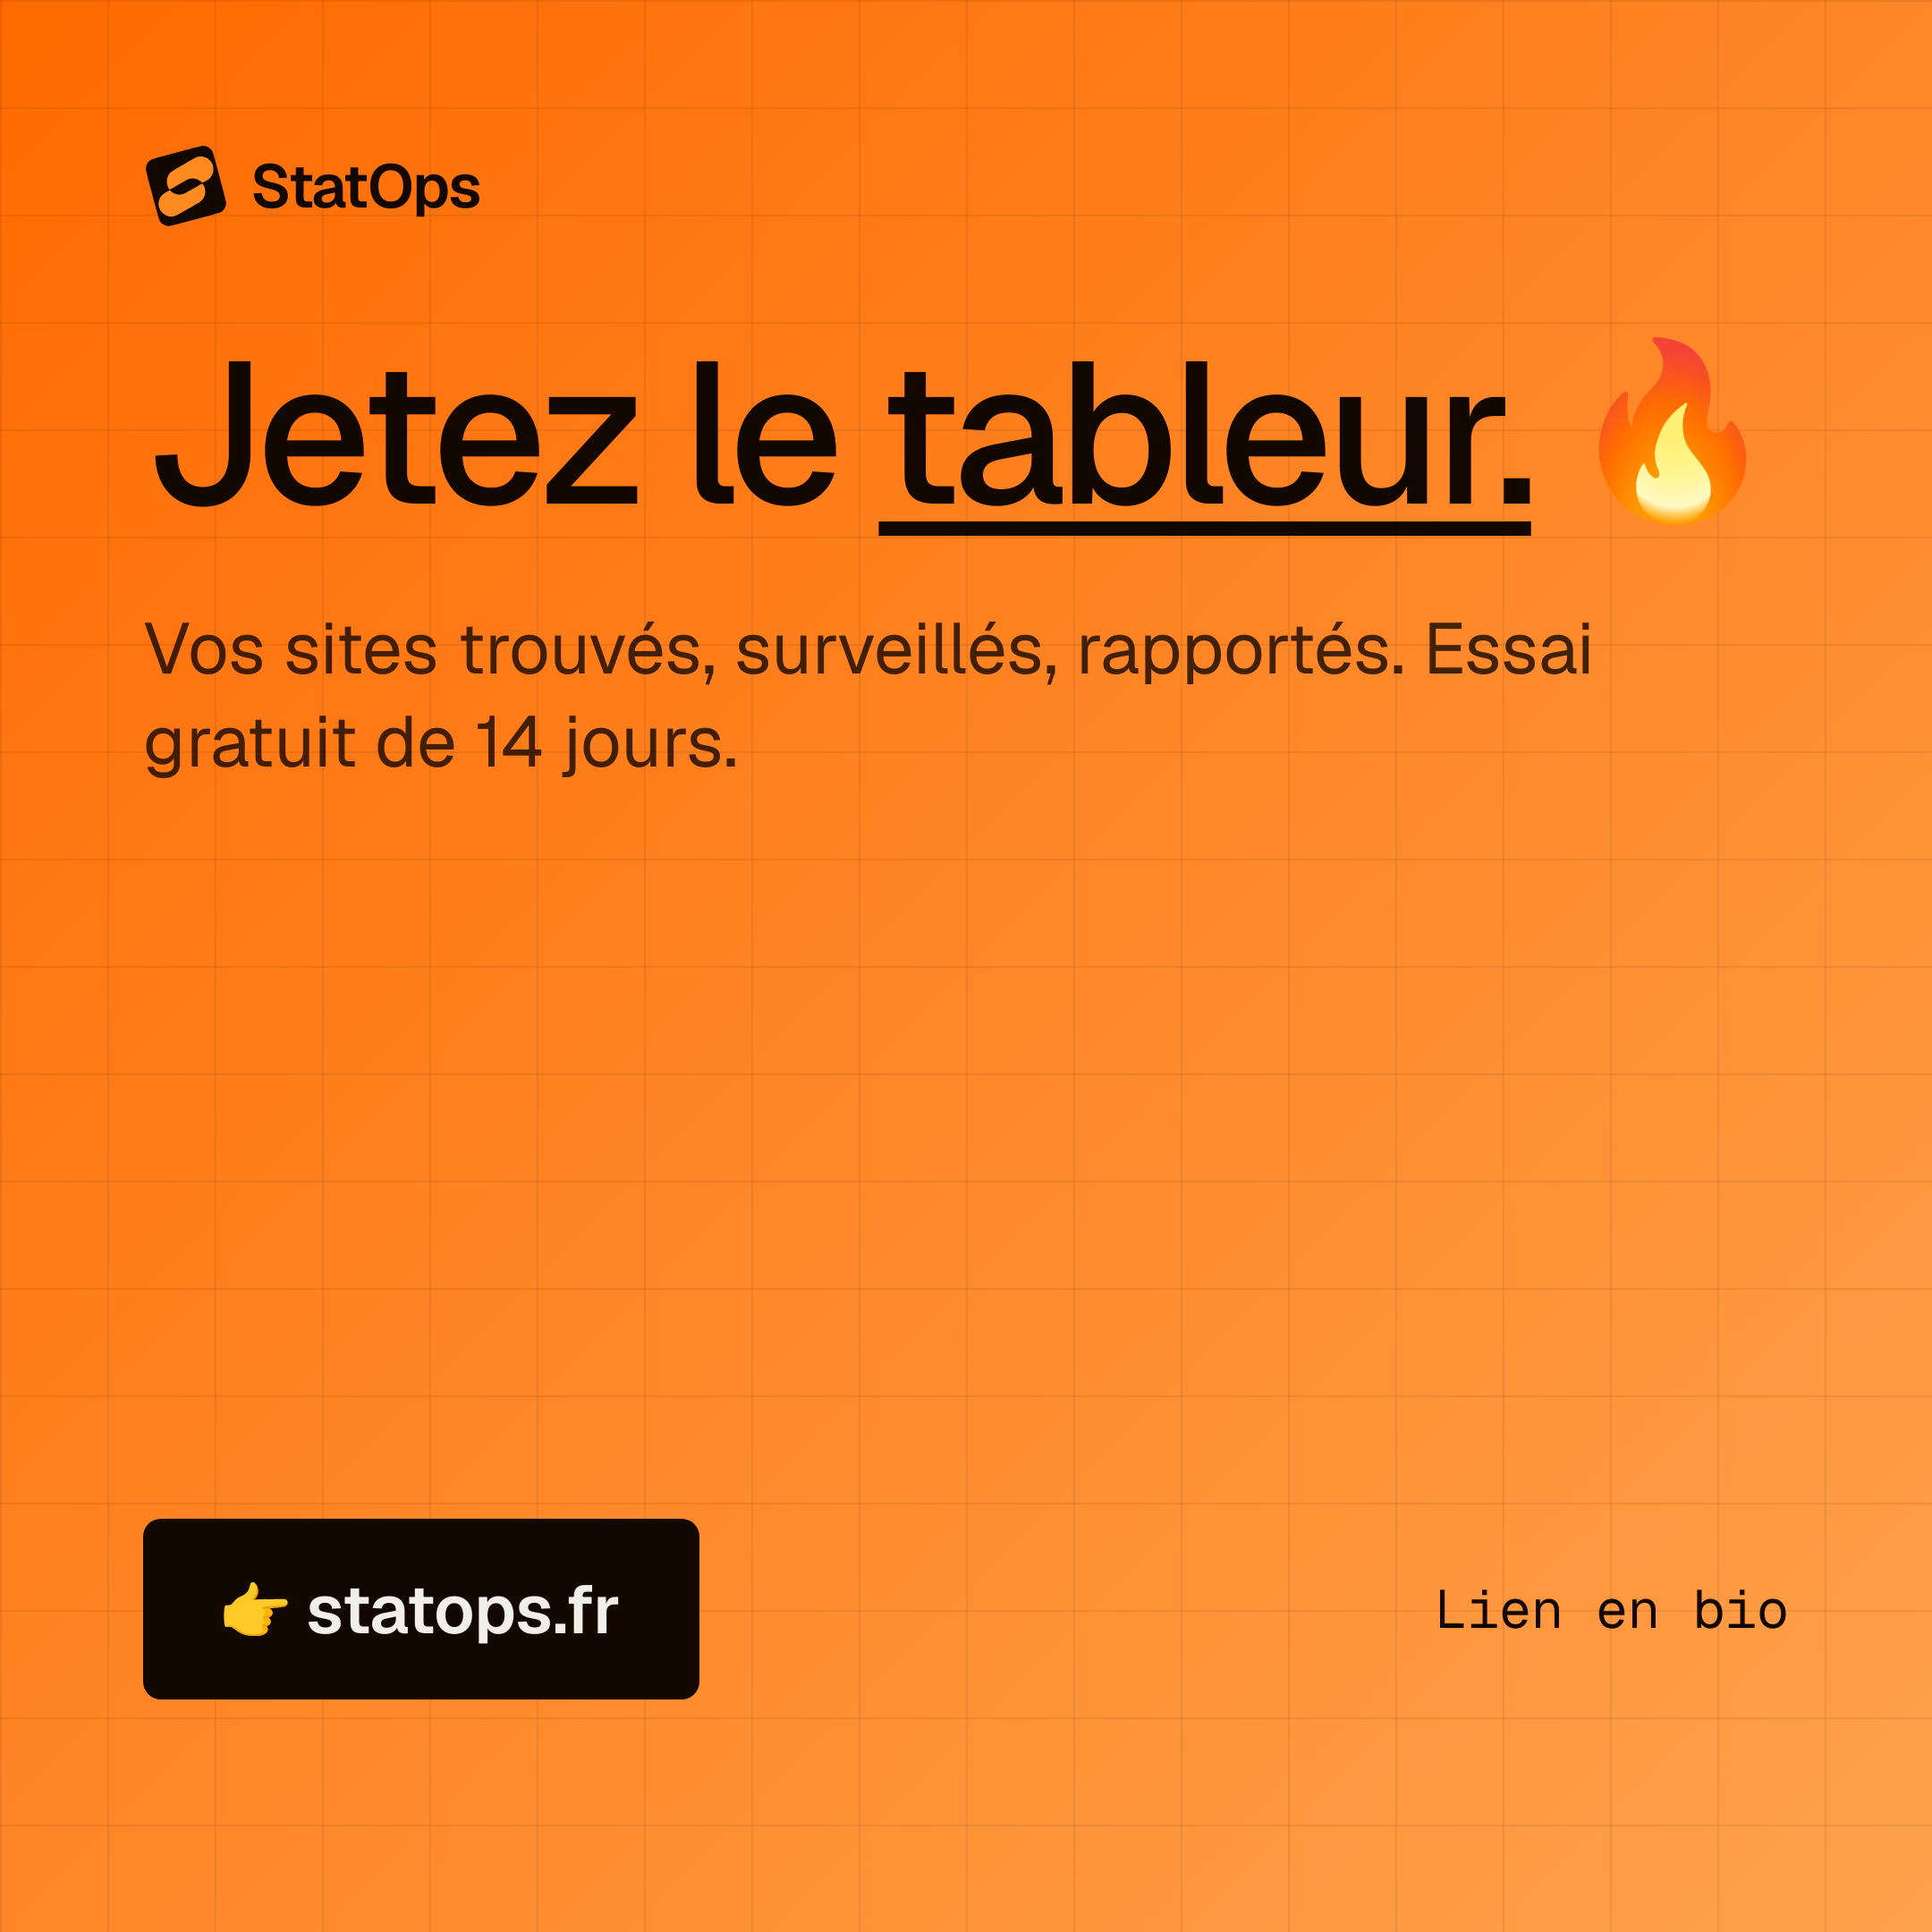 StatOps
Jetez le tableur. 🔥
Vos sites trouvés, surveillés, rapportés. Essai
gratuit de 14 jours.
👉 statops.fr
Lien en bio